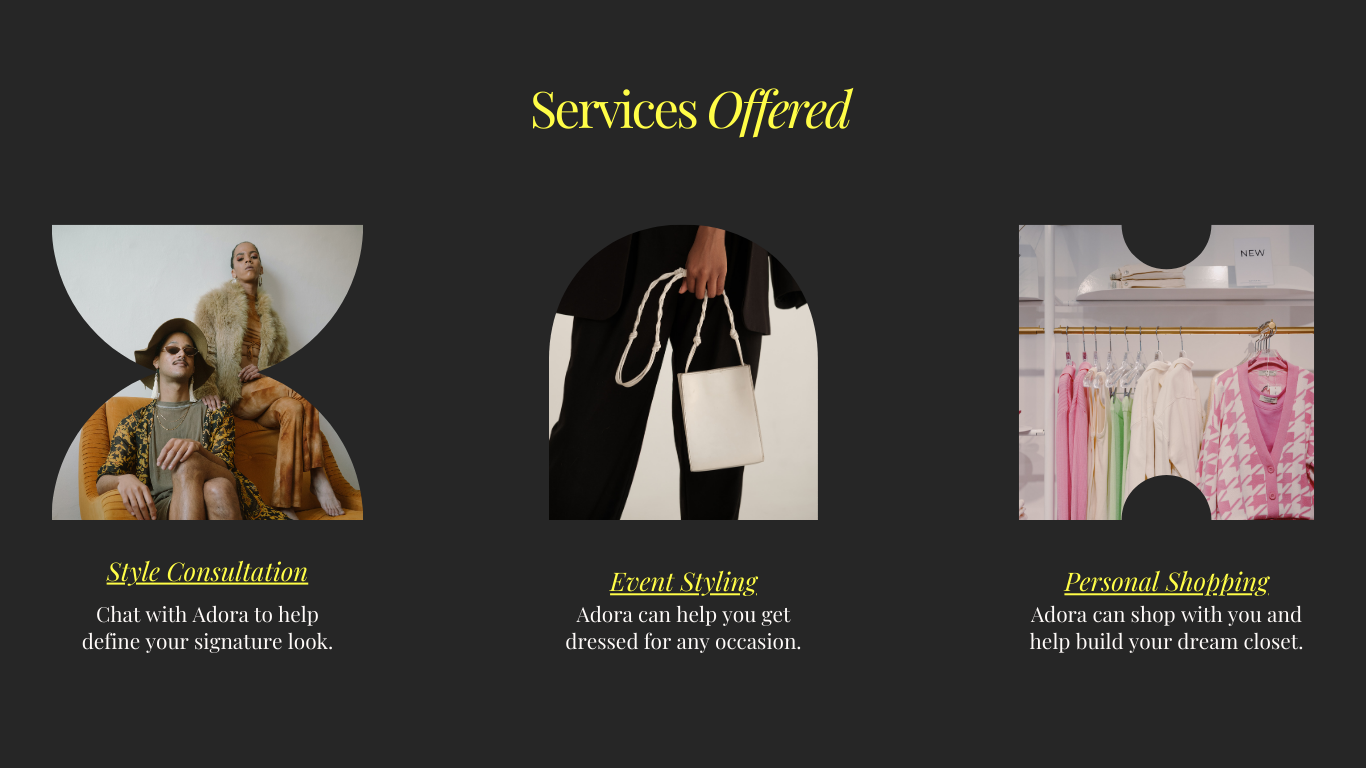 Services Offered
NEW
Style Consultation
Chat with Adora to help
define your signature look.
Event Styling
Adora can help you get
dressed for any occasion.
Personal Shopping
Adora can shop with you and
help build your dream closet.